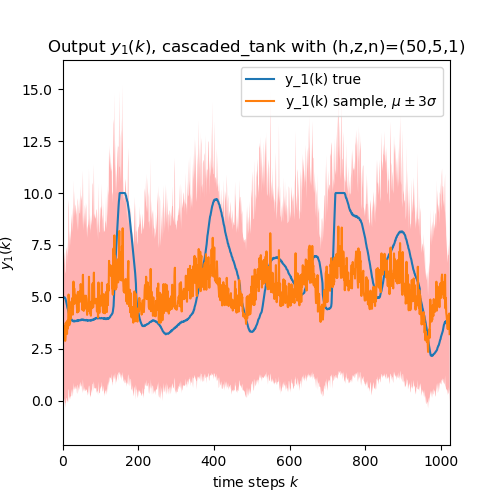 Output y₁(k), cascaded_tank with (h,z,n)=(50,5,1)
y_1(k) true
y_1(k) sample, μ ± 3σ
y₁(k)
15.0
12.5
10.0
7.5
5.0
2.5
0.0
0 200 400 600 800 1000
time steps k